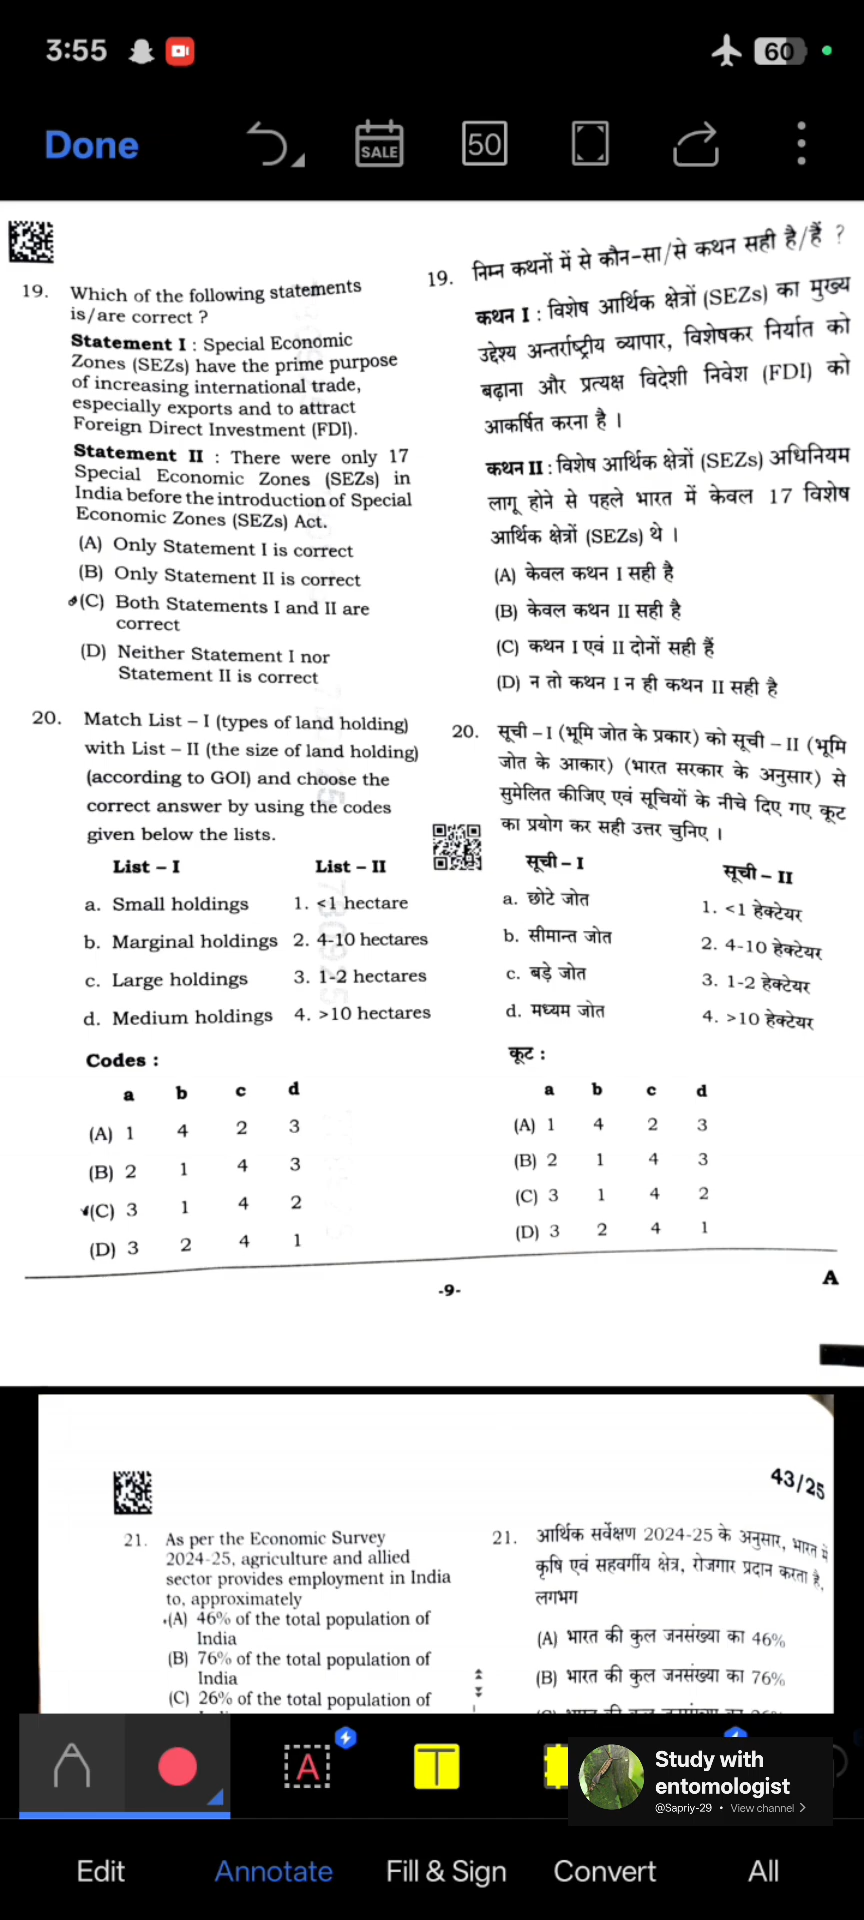 3:55
60
Done
SALE
50
19. Which of the following statements
is/are correct ?
Statement I : Special Economic
Zones (SEZs) have the prime purpose
of increasing international trade,
especially exports and to attract
Foreign Direct Investment (FDI).
Statement II : There were only 17
Special Economic Zones (SEZs) in
India before the introduction of Special
Economic Zones (SEZs) Act.
(A) Only Statement I is correct
(B) Only Statement II is correct
(C) Both Statements I and II are
correct
(D) Neither Statement I nor
Statement II is correct
20. Match List – I (types of land holding)
with List – II (the size of land holding)
(according to GOI) and choose the
correct answer by using the codes
given below the lists.
List – I List – II
a. Small holdings 1. <1 hectare
b. Marginal holdings 2. 4-10 hectares
c. Large holdings 3. 1-2 hectares
d. Medium holdings 4. >10 hectares
Codes :
a b c d
(A) 1 4 2 3
(B) 2 1 4 3
(C) 3 1 4 2
(D) 3 2 4 1
19. निम्न कथनों में से कौन-सा/से कथन सही है/हैं ?
कथन I : विशेष आर्थिक क्षेत्रों (SEZs) का मुख्य
उद्देश्य अन्तर्राष्ट्रीय व्यापार, विशेषकर निर्यात को
बढ़ाना और प्रत्यक्ष विदेशी निवेश (FDI) को
आकर्षित करना है ।
कथन II : विशेष आर्थिक क्षेत्रों (SEZs) अधिनियम
लागू होने से पहले भारत में केवल 17 विशेष
आर्थिक क्षेत्रों (SEZs) थे ।
(A) केवल कथन I सही है
(B) केवल कथन II सही है
(C) कथन I एवं II दोनों सही हैं
(D) न तो कथन I न ही कथन II सही है
20. सूची – I (भूमि जोत के प्रकार) को सूची – II (भूमि
जोत के आकार) (भारत सरकार के अनुसार) से
सुमेलित कीजिए एवं सूचियों के नीचे दिए गए कूट
का प्रयोग कर सही उत्तर चुनिए ।
सूची – I सूची – II
a. छोटे जोत 1. <1 हेक्टेयर
b. सीमान्त जोत 2. 4-10 हेक्टेयर
c. बड़े जोत 3. 1-2 हेक्टेयर
d. मध्यम जोत 4. >10 हेक्टेयर
कूट :
a b c d
(A) 1 4 2 3
(B) 2 1 4 3
(C) 3 1 4 2
(D) 3 2 4 1
-9-
A
43/25
21. As per the Economic Survey
2024-25, agriculture and allied
sector provides employment in India
to, approximately
(A) 46% of the total population of
India
(B) 76% of the total population of
India
(C) 26% of the total population of
21. आर्थिक सर्वेक्षण 2024-25 के अनुसार, भारत में
कृषि एवं सहवर्गीय क्षेत्र, रोजगार प्रदान करता है,
लगभग
(A) भारत की कुल जनसंख्या का 46%
(B) भारत की कुल जनसंख्या का 76%
A
T
Study with
entomologist
@Sapriy-29 • View channel >
Edit
Annotate
Fill & Sign
Convert
All